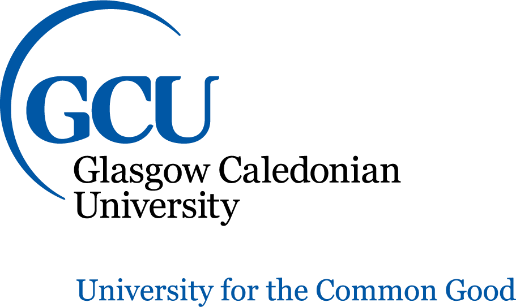 GCU
Glasgow Caledonian
University
University for the Common Good